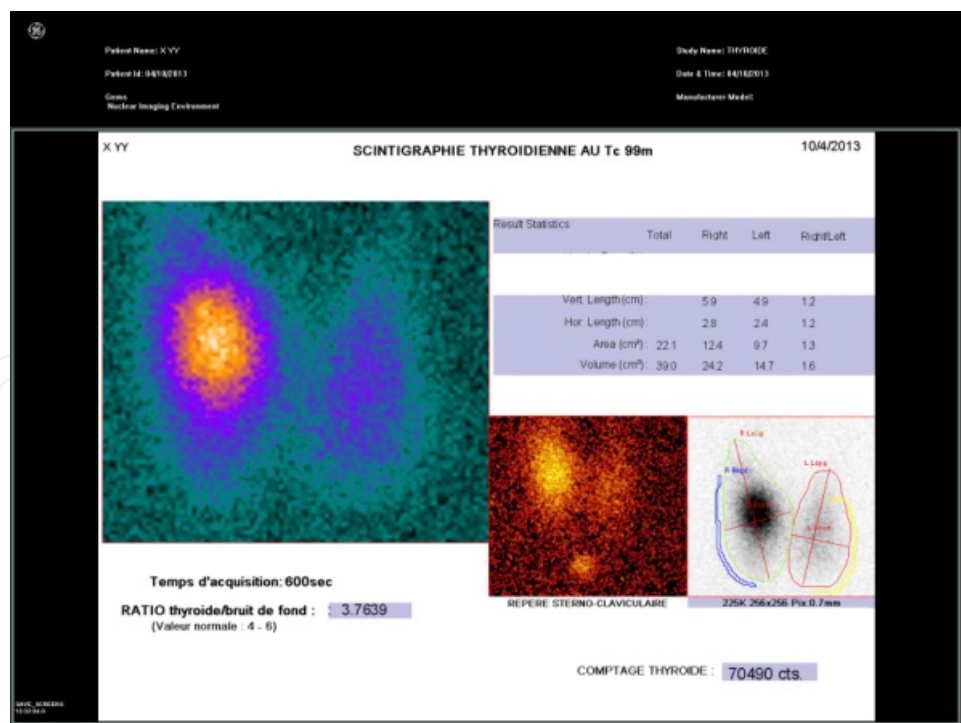 Patient Name: X YY
Study Name: THYROIDE
Patient Id: 04/10/2013
Date & Time: 04/10/2013
Gems
Nuclear Imaging Environment
Manufacturer Model:
X YY
SCINTIGRAPHIE THYROIDIENNE AU Tc 99m
10/4/2013
Result Statistics
Total Right Left Right/Left
Vert. Length (cm): 5.9 4.9 1.2
Hor. Length (cm): 2.8 2.4 1.2
Area (cm²): 22.1 12.4 9.7 1.3
Volume (cm³): 39.0 24.2 14.7 1.6
R Long
L Long
Temps d'acquisition: 600sec
REPERE STERNO-CLAVICULAIRE
225K 256x256 Pix:0.7mm
RATIO thyroide/bruit de fond : : 3.7639
(Valeur normale : 4 - 6)
COMPTAGE THYROIDE : 70490 cts.
SAVE_SCREEN